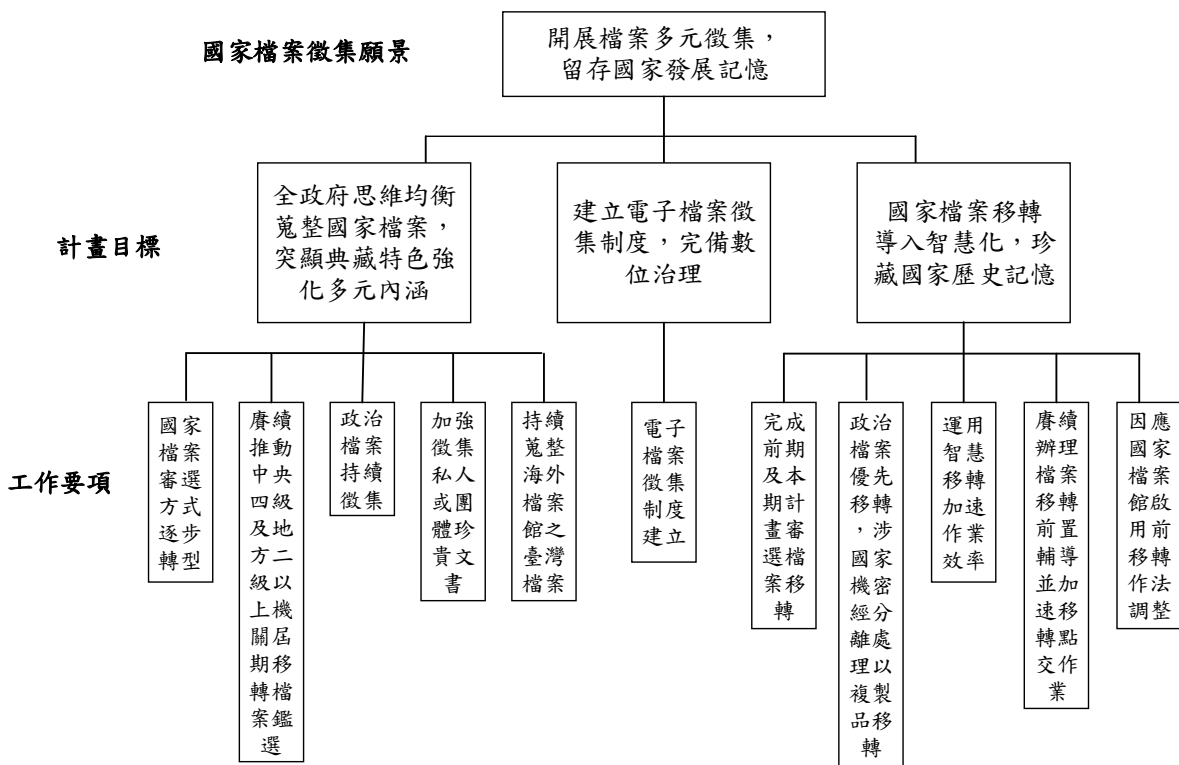 國家檔案徵集願景
開展檔案多元徵集，
留存國家發展記憶
計畫目標
全政府思維均衡
蒐整國家檔案，
突顯典藏特色強
化多元內涵
建立電子檔案徵
集制度，完備數
位治理
國家檔案移轉
導入智慧化，珍
藏國家歷史記憶
工作要項
國家
檔案
審選
方式
逐步
轉型
賡續
推動
中央
四級
及地
方二
級以
上機
關屆
期移
轉檔
案鑑
選
政治
檔案
持續
徵集
加強
徵集
私人
或團
體珍
貴文
書
持續
蒐整
海外
檔案
館之
臺灣
檔案
電子
檔案
徵集
制度
建立
完成
前期
及本
期計
畫審
選檔
案移
轉
政治
檔案
優先
移轉
，涉
國家
機密
經分
離處
理以
複製
品移
轉
運用
智慧
移轉
加速
作業
效率
賡續
辦理
檔案
移轉
前置
輔導
並加
速移
轉點
交作
業
因應
國家
檔案
館啟
用前
移轉
作法
調整